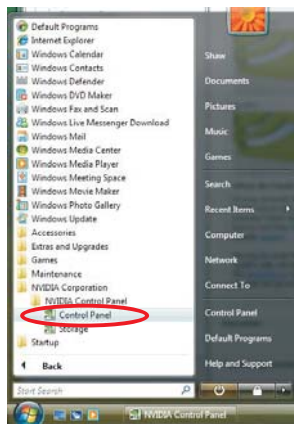 Default Programs
Internet Explorer
Windows Calendar
Windows Contacts
Windows Defender
Windows DVD Maker
Windows Fax and Scan
Windows Live Messenger Download
Windows Mail
Windows Media Center
Windows Media Player
Windows Meeting Space
Windows Movie Maker
Windows Photo Gallery
Windows Update
Accessories
Extras and Upgrades
Games
Maintenance
NVIDIA Corporation
NVIDIA Control Panel
Control Panel
Storage
Startup
Back
Start Search
Shaw
Documents
Pictures
Music
Games
Search
Recent Items
Computer
Network
Connect To
Control Panel
Default Programs
Help and Support
NVIDIA Control Panel